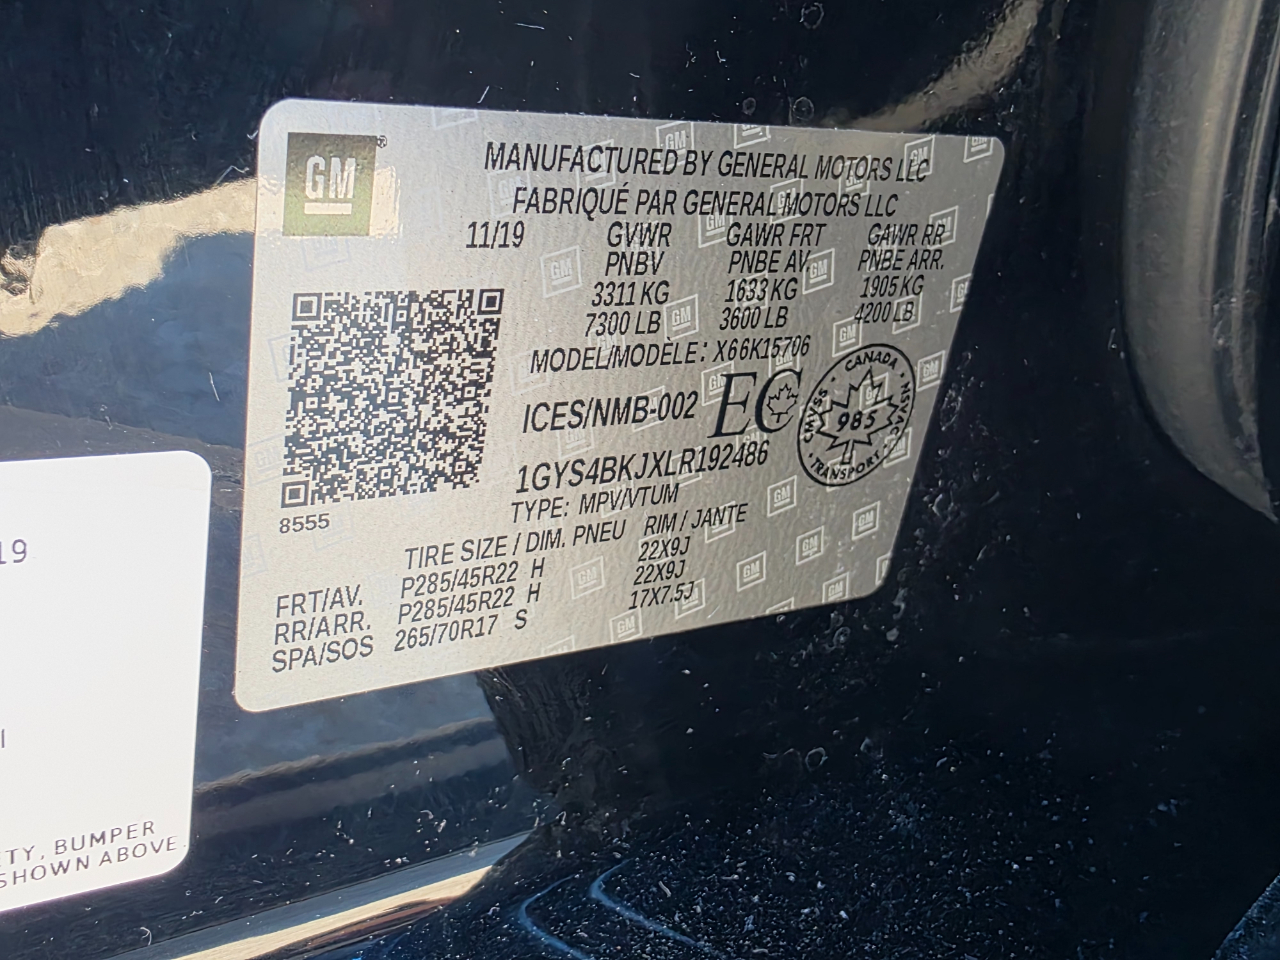 GM
MANUFACTURED BY GENERAL MOTORS LLC
FABRIQUÉ PAR GENERAL MOTORS LLC
11/19 GVWR GAWR FRT GAWR RR
PNBV PNBE AV. PNBE ARR.
3311 KG 1633 KG 1905 KG
7300 LB 3600 LB 4200 LB
MODEL/MODÈLE: X66K15706
ICES/NMB-002 EC
CANADA
CMVSS 985 NSVAC
TRANSPORT
1GYS4BKJXLR192486
TYPE: MPV/VTUM
8555
TIRE SIZE / DIM. PNEU RIM / JANTE
FRT/AV. P285/45R22 H 22X9J
RR/ARR. P285/45R22 H 22X9J
SPA/SOS 265/70R17 S 17X7.5J
19
TY, BUMPER
SHOWN ABOVE.